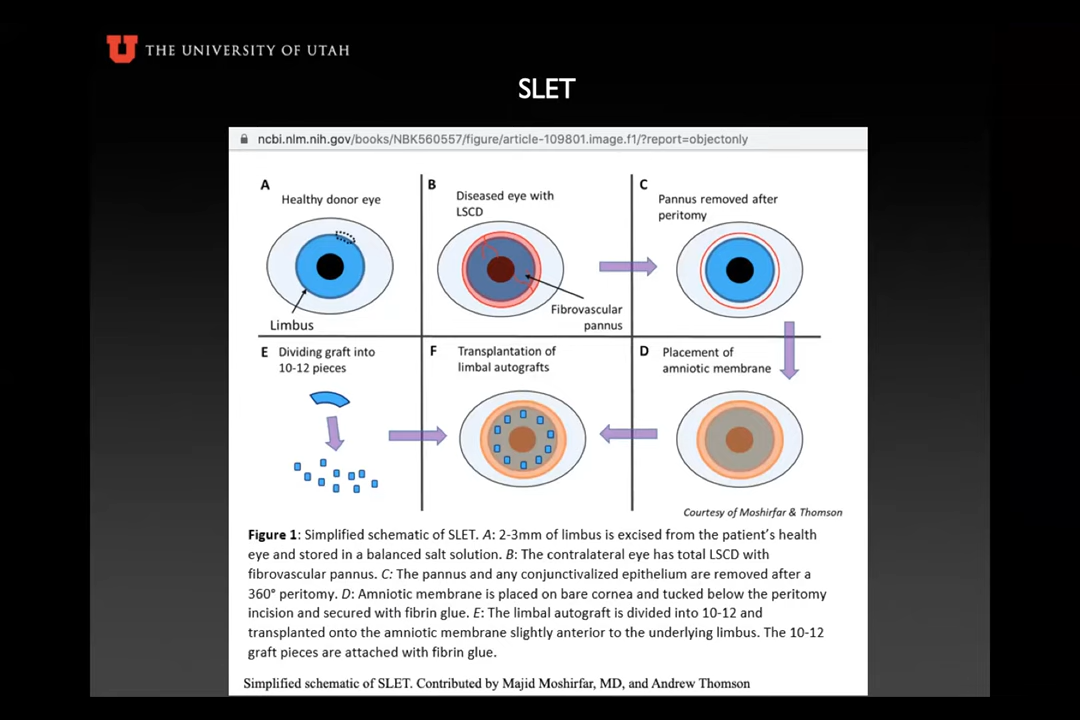 THE UNIVERSITY OF UTAH
SLET
ncbi.nlm.nih.gov/books/NBK560557/figure/article-109801.image.f1/?report=objectonly
A
Healthy donor eye
Limbus
B
Diseased eye with
LSCD
Fibrovascular
pannus
C
Pannus removed after
peritomy
E Dividing graft into
10-12 pieces
F Transplantation of
limbal autografts
D Placement of
amniotic membrane
Courtesy of Moshirfar & Thomson
Figure 1: Simplified schematic of SLET. A: 2-3mm of limbus is excised from the patient's health
eye and stored in a balanced salt solution. B: The contralateral eye has total LSCD with
fibrovascular pannus. C: The pannus and any conjunctivalized epithelium are removed after a
360° peritomy. D: Amniotic membrane is placed on bare cornea and tucked below the peritomy
incision and secured with fibrin glue. E: The limbal autograft is divided into 10-12 and
transplanted onto the amniotic membrane slightly anterior to the underlying limbus. The 10-12
graft pieces are attached with fibrin glue.
Simplified schematic of SLET. Contributed by Majid Moshirfar, MD, and Andrew Thomson